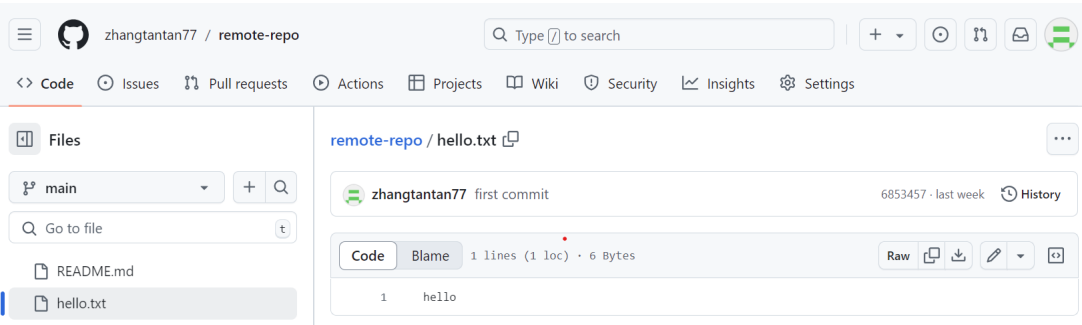 zhangtantan77 / remote-repo Type / to search
<> Code Issues Pull requests Actions Projects Wiki Security Insights Settings
Files
remote-repo / hello.txt
main
zhangtantan77 first commit 6853457 · last week History
Go to file t
Code Blame 1 lines (1 loc) · 6 Bytes Raw
README.md
hello.txt
1 hello